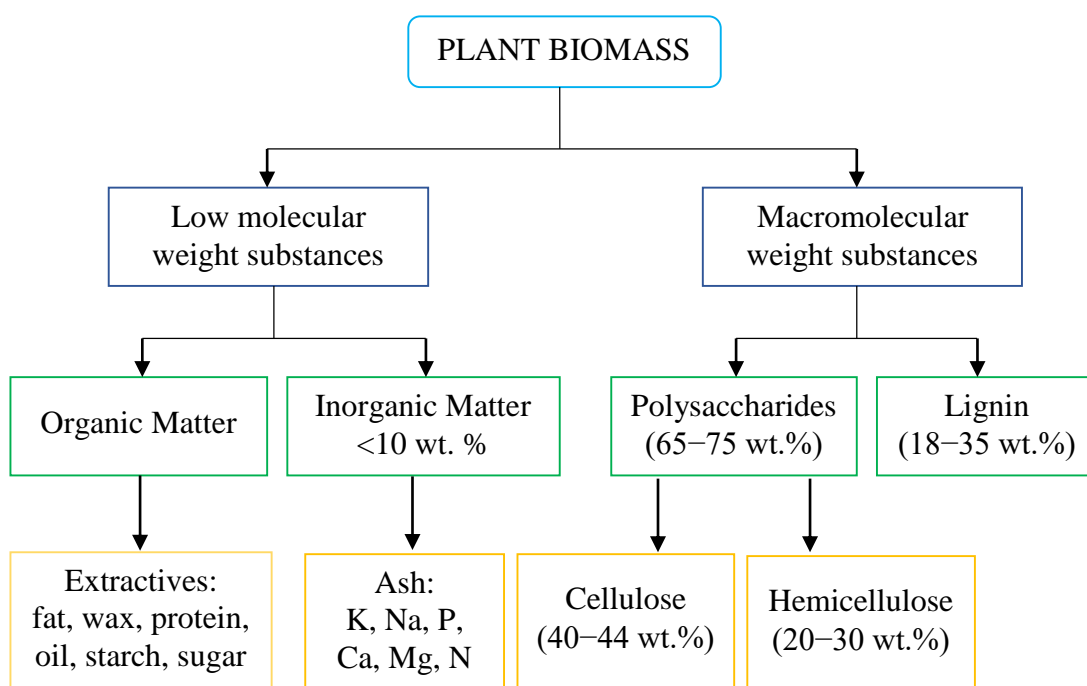 PLANT BIOMASS
Low molecular
weight substances
Macromolecular
weight substances
Organic Matter
Inorganic Matter
<10 wt. %
Polysaccharides
(65−75 wt.%)
Lignin
(18−35 wt.%)
Extractives:
fat, wax, protein,
oil, starch, sugar
Ash:
K, Na, P,
Ca, Mg, N
Cellulose
(40−44 wt.%)
Hemicellulose
(20−30 wt.%)